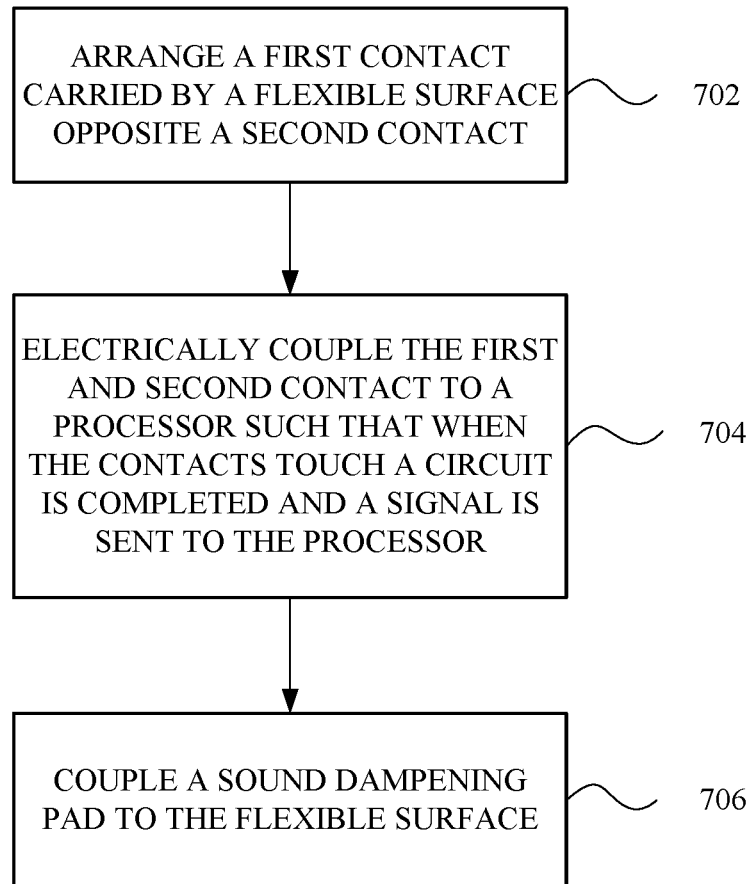 ARRANGE A FIRST CONTACT
CARRIED BY A FLEXIBLE SURFACE
OPPOSITE A SECOND CONTACT
702
ELECTRICALLY COUPLE THE FIRST
AND SECOND CONTACT TO A
PROCESSOR SUCH THAT WHEN
THE CONTACTS TOUCH A CIRCUIT
IS COMPLETED AND A SIGNAL IS
SENT TO THE PROCESSOR
704
COUPLE A SOUND DAMPENING
PAD TO THE FLEXIBLE SURFACE
706